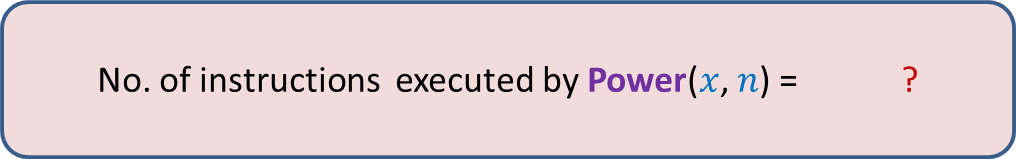 No. of instructions executed by Power(x, n) = ?